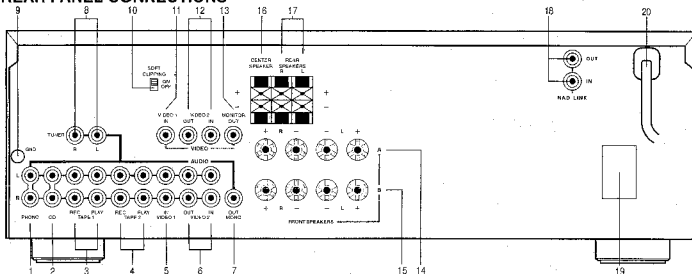 REAR PANEL CONNECTIONS
9 8 10 11 12 13 16 17 18 20
SOFT CLIPPING
ON
OFF
CENTER SPEAKER
REAR SPEAKERS
R L
+ + 
- -
OUT
IN
NAD LINK
VIDEO 1 IN
VIDEO 2 OUT IN
MONITOR OUT
VIDEO
TUNER
R L
GND
AUDIO
L
R
+ R - - L + A
B
+ R - - L +
PHONO
CD
REC PLAY TAPE 1
REC PLAY TAPE 2
IN VIDEO 1
OUT IN VIDEO 2
OUT MONO
FRONT SPEAKERS
1 2 3 4 5 6 7 15 14 19